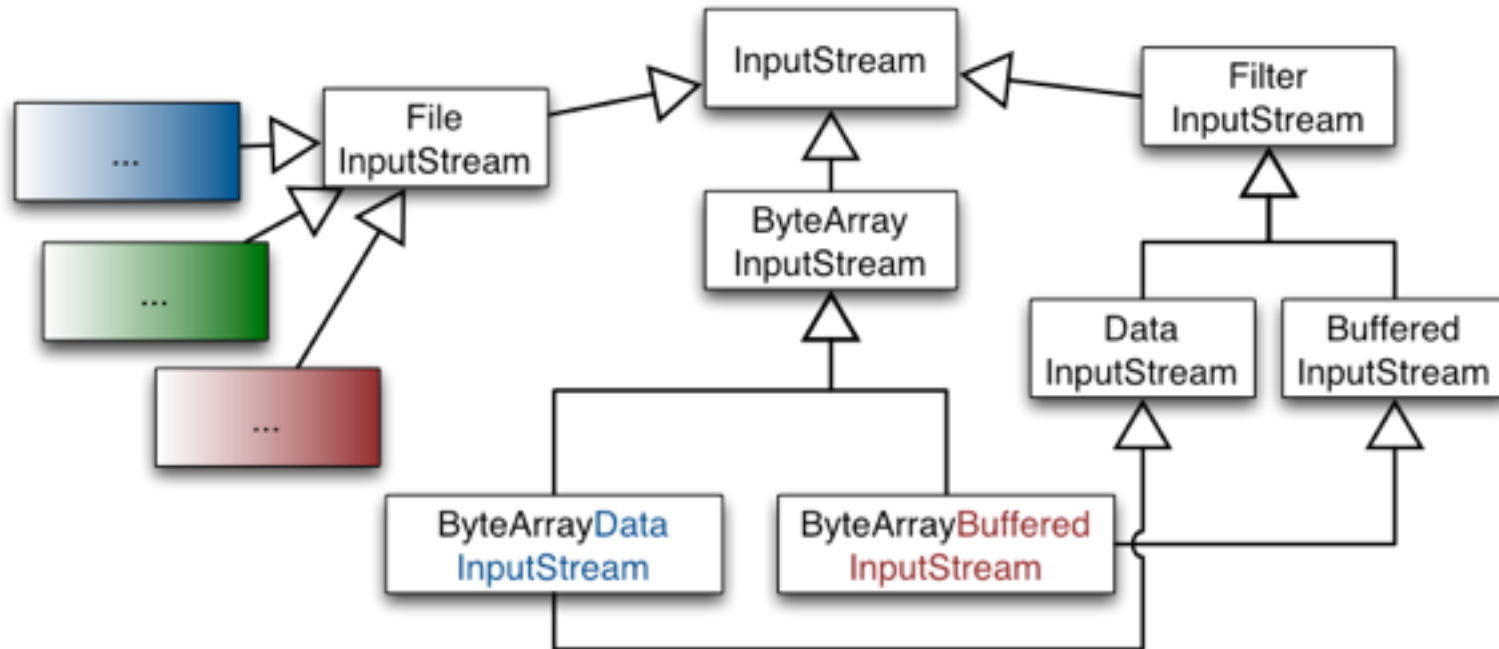 InputStream
Filter
InputStream
File
InputStream
...
...
...
ByteArray
InputStream
Data
InputStream
Buffered
InputStream
ByteArrayData
InputStream
ByteArrayBuffered
InputStream